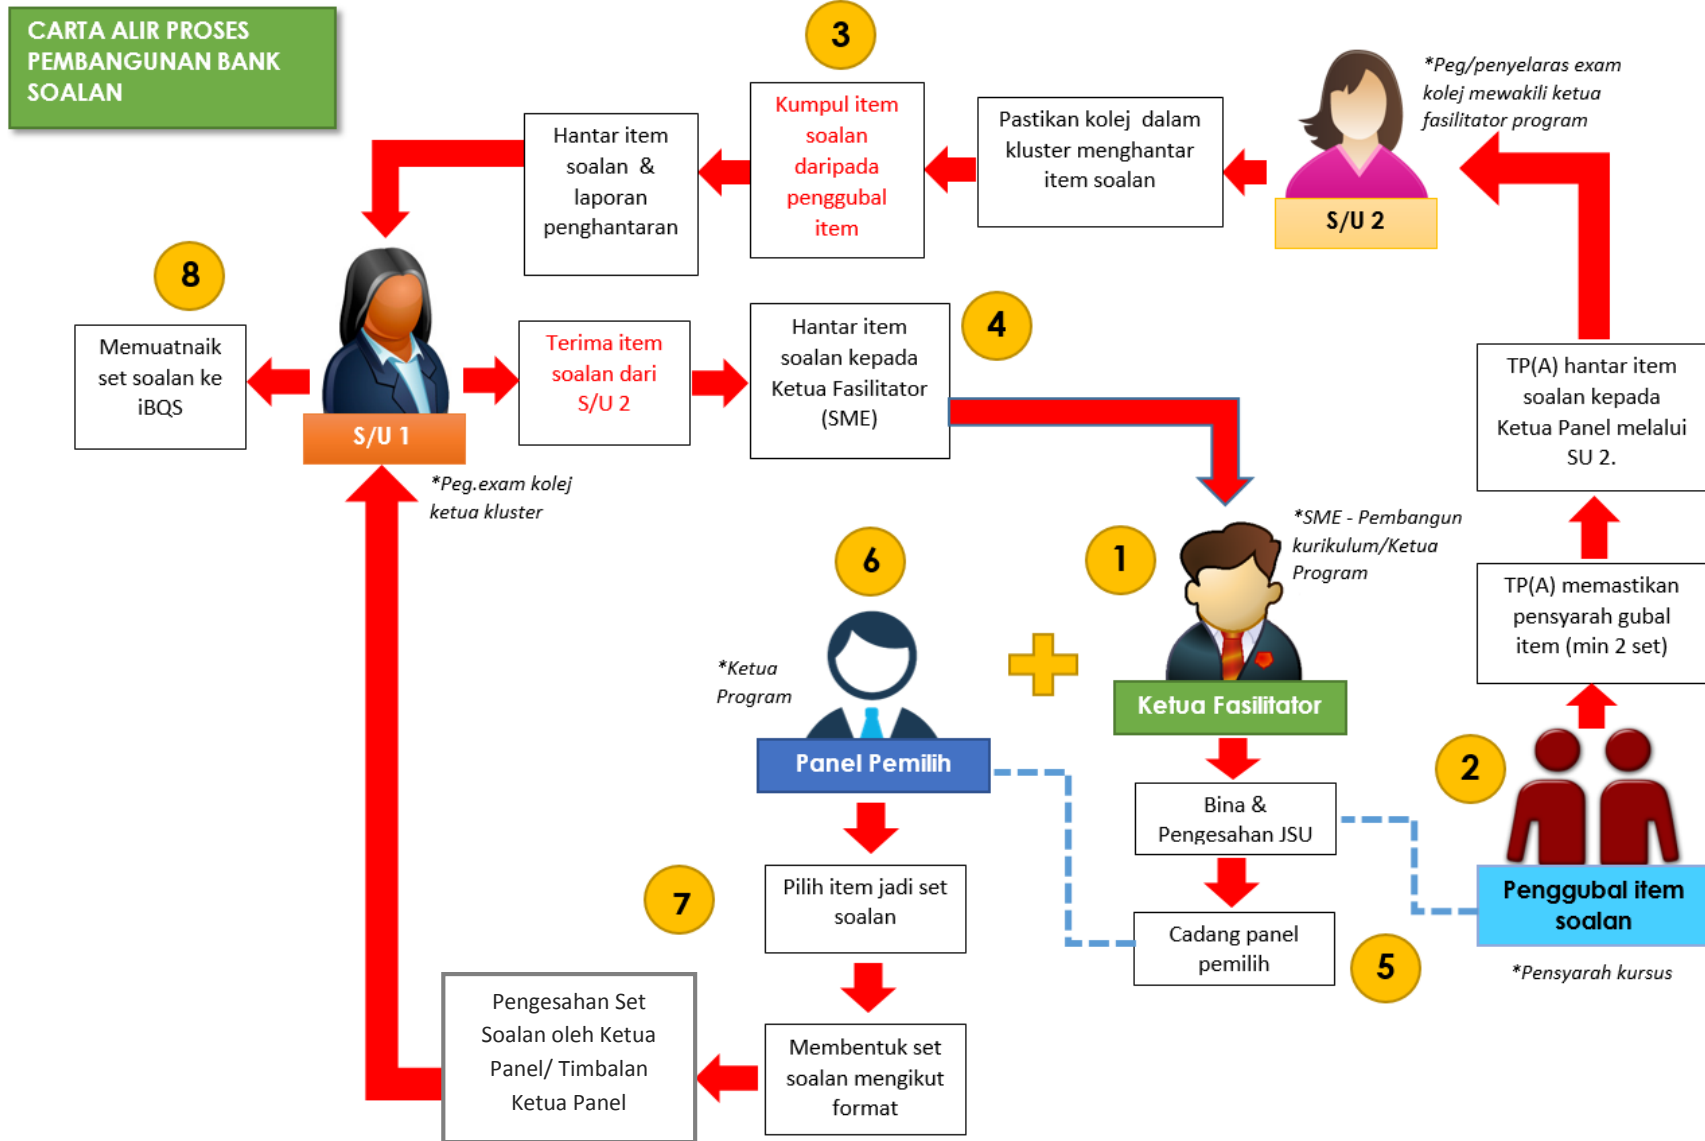 CARTA ALIR PROSES
PEMBANGUNAN BANK
SOALAN
3
Kumpul item
soalan
daripada
penggubal
item
Hantar item
soalan &
laporan
penghantaran
Pastikan kolej dalam
kluster menghantar
item soalan
*Peg/penyelaras exam
kolej mewakili ketua
fasilitator program
S/U 2
8
Memuatnaik
set soalan ke
iBQS
S/U 1
*Peg.exam kolej
ketua kluster
Terima item
soalan dari
S/U 2
Hantar item
soalan kepada
Ketua Fasilitator
(SME)
4
TP(A) hantar item
soalan kepada
Ketua Panel melalui
SU 2.
*SME - Pembangun
kurikulum/Ketua
Program
1
6
*Ketua
Program
Panel Pemilih
Ketua Fasilitator
TP(A) memastikan
pensyarah gubal
item (min 2 set)
2
Penggubal item
soalan
*Pensyarah kursus
Bina &
Pengesahan JSU
Cadang panel
pemilih
5
7
Pilih item jadi set
soalan
Membentuk set
soalan mengikut
format
Pengesahan Set
Soalan oleh Ketua
Panel/ Timbalan
Ketua Panel